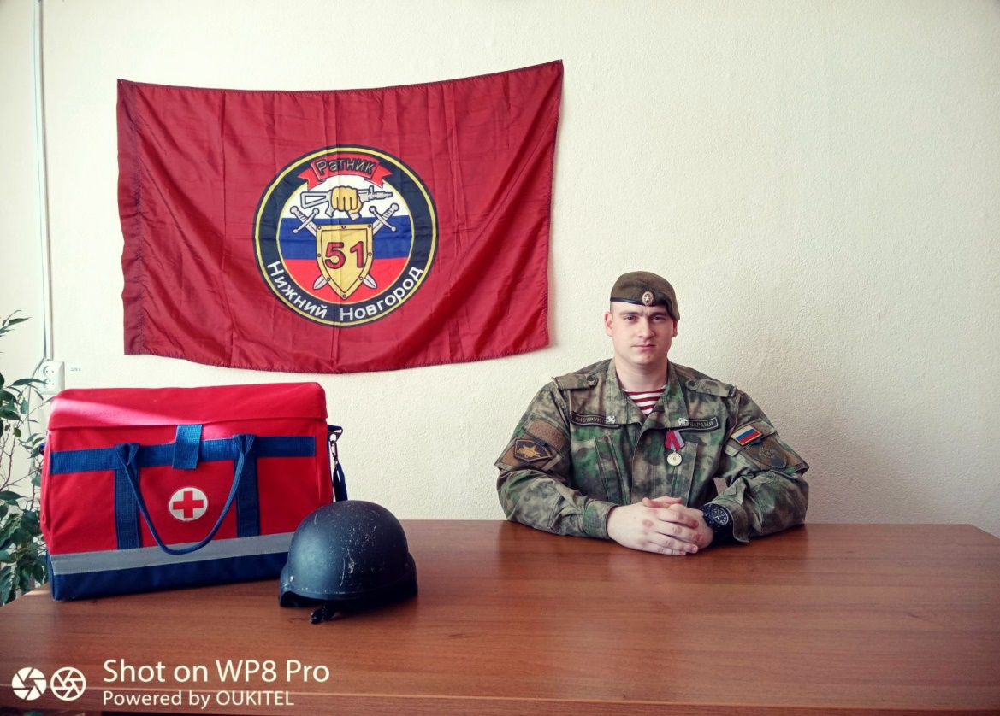 Ратник
51
Нижний Новгород
Shot on WP8 Pro
Powered by OUKITEL